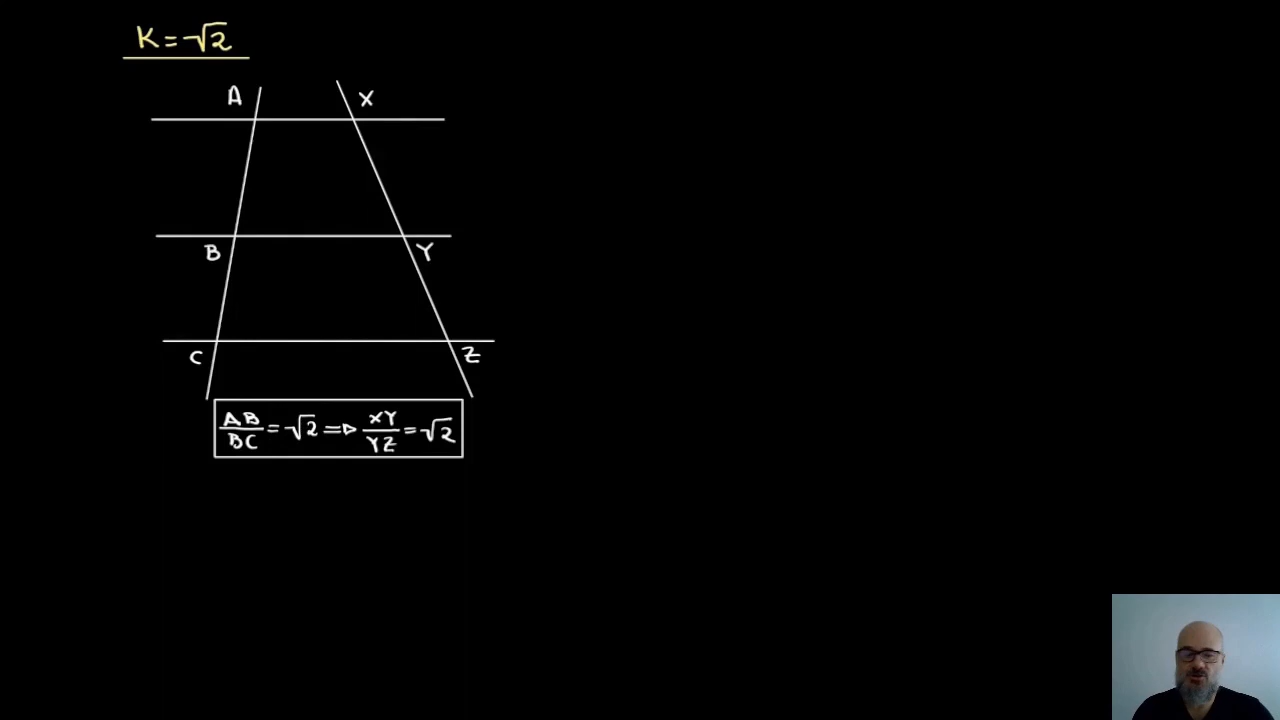 K = √2
A X
B Y
C Z
AB/BC = √2 ⇒ XY/YZ = √2